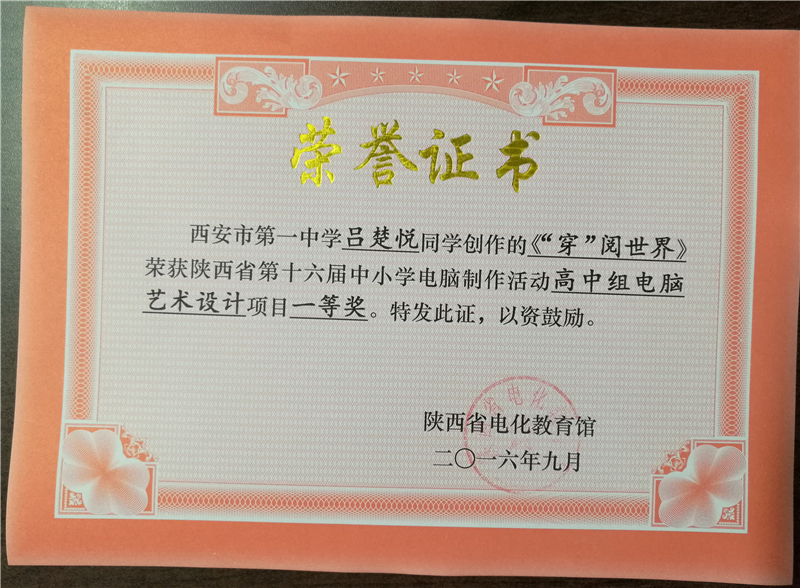 荣誉证书
西安市第一中学吕楚悦同学创作的《“穿”阅世界》
荣获陕西省第十六届中小学电脑制作活动高中组电脑
艺术设计项目一等奖。特发此证，以资鼓励。
陕西省电化教育馆
二〇一六年九月